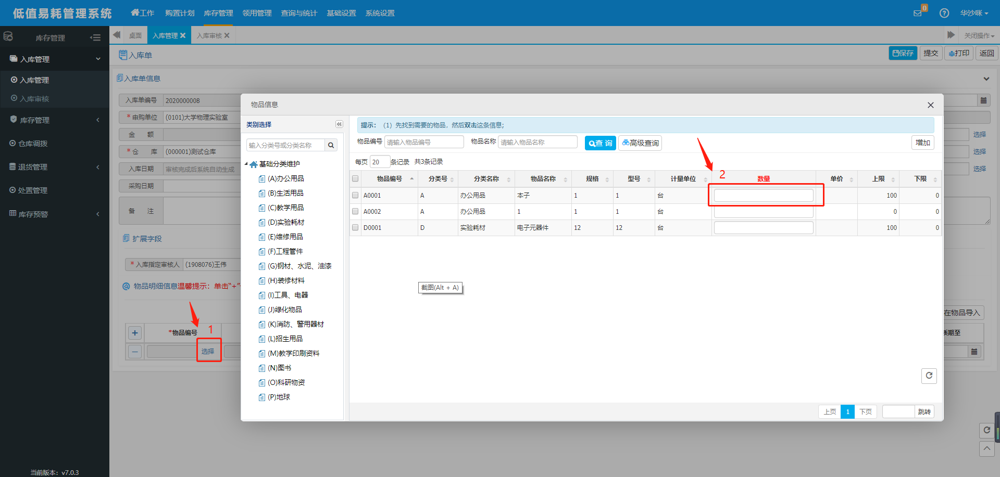 低值易耗管理系统
工作 购置计划 库存管理 领用管理 查询与统计 基础设置 系统设置
0
华沙咪
库存管理
桌面 入库管理 入库审核
关闭操作
入库管理
入库管理
入库审核
库存管理
仓库调拨
退货管理
处置管理
库存预警
当前版本：v7.0.3
入库单
保存 提交 打印 返回
入库单信息
入库单编号 2020000008
* 申购单位 (0101)大学物理实验室
金 额
选择
* 仓 库 (000001)测试仓库
选择
入库日期 审核完成后系统自动生成
选择
采购日期
备 注
扩展字段
* 入库指定审核人 (1908076)王伟
物品明细信息温馨提示：单击“+”
在物品导入
1
*物品编号
期至
选择
物品信息
类别选择
输入分类号或分类名称
基础分类维护
(A)办公用品
(B)生活用品
(C)教学用品
(D)实验耗材
(E)维修用品
(F)工程管件
(G)钢材、水泥、油漆
(H)装修材料
(I)工具、电器
(J)绿化物品
(K)消防、警用器材
(L)招生用品
(M)教学印刷资料
(N)图书
(O)科研物资
(P)地球
提示：（1）先找到需要的物品，然后双击这条信息;
物品编号 请输入物品编号 物品名称 请输入物品名称 查 询 高级查询 增加
每页 20 条记录 共3条记录
2
物品编号 分类号 分类名称 物品名称 规格 型号 计量单位 数量 单价 上限 下限
A0001 A 办公用品 本子 1 1 台 100 0
A0002 A 办公用品 1 1 1 台 0 0
D0001 D 实验耗材 电子元器件 12 12 台 100 0
截图(Alt + A)
上页 1 下页 跳转